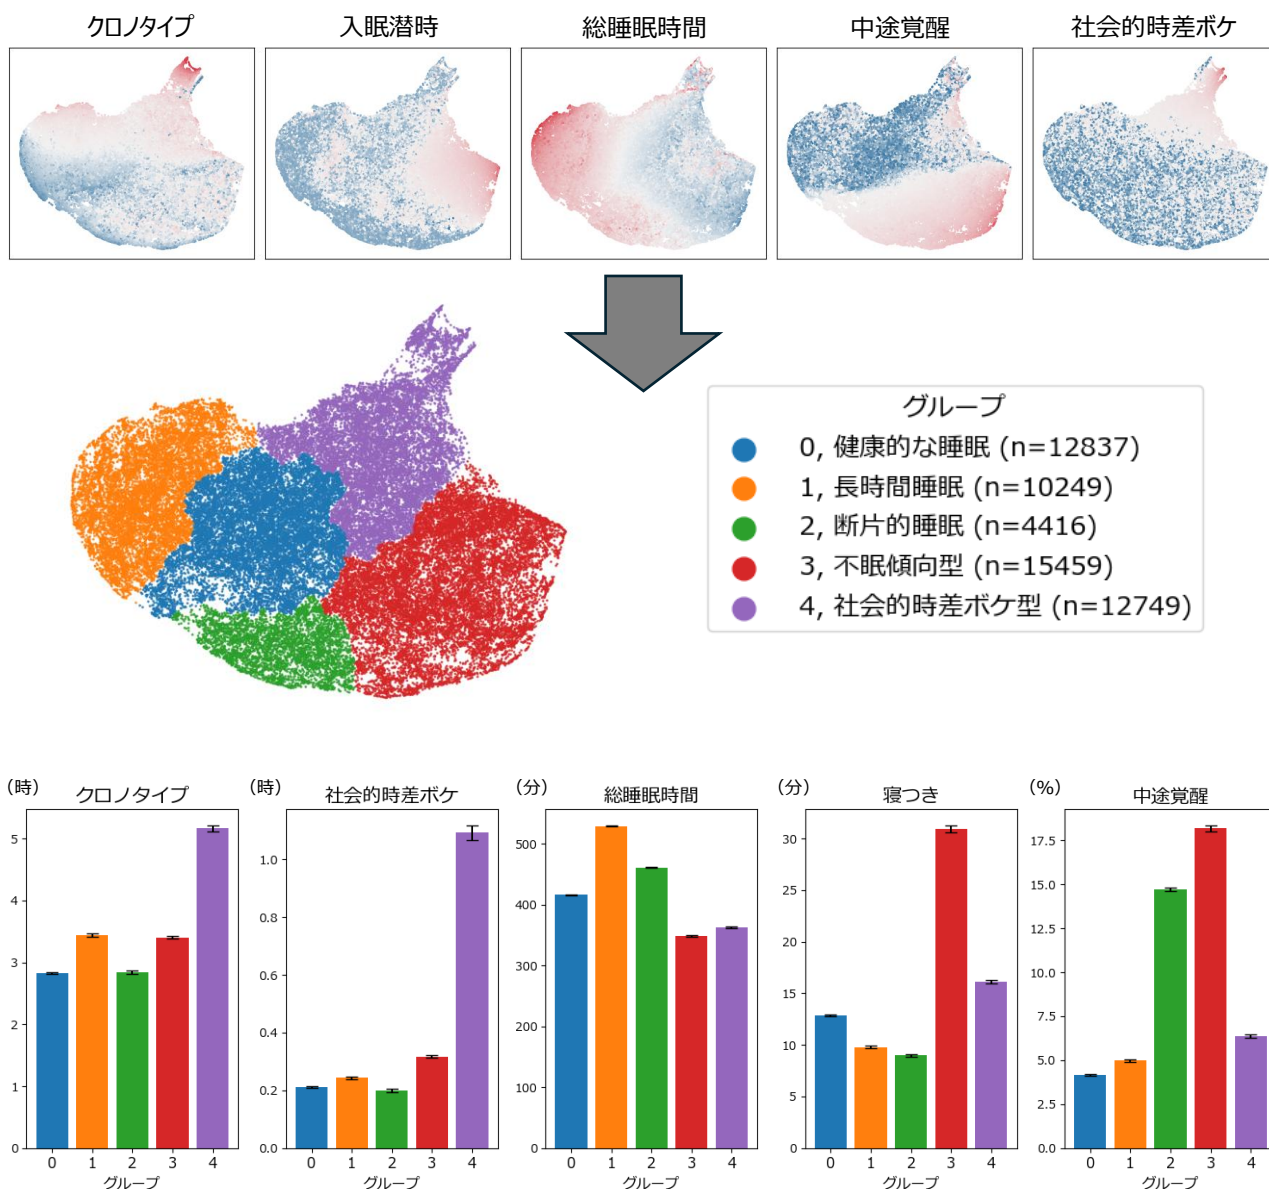 クロノタイプ
入眠潜時
総睡眠時間
中途覚醒
社会的時差ボケ
グループ
0, 健康的な睡眠 (n=12837)
1, 長時間睡眠 (n=10249)
2, 断片的睡眠 (n=4416)
3, 不眠傾向型 (n=15459)
4, 社会的時差ボケ型 (n=12749)
（時）
クロノタイプ
5
4
3
2
1
0
0 1 2 3 4
グループ
（時）
社会的時差ボケ
1.0
0.8
0.6
0.4
0.2
0.0
0 1 2 3 4
グループ
（分）
総睡眠時間
500
400
300
200
100
0
0 1 2 3 4
グループ
（分）
寝つき
30
25
20
15
10
5
0
0 1 2 3 4
グループ
（%）
中途覚醒
17.5
15.0
12.5
10.0
7.5
5.0
2.5
0.0
0 1 2 3 4
グループ